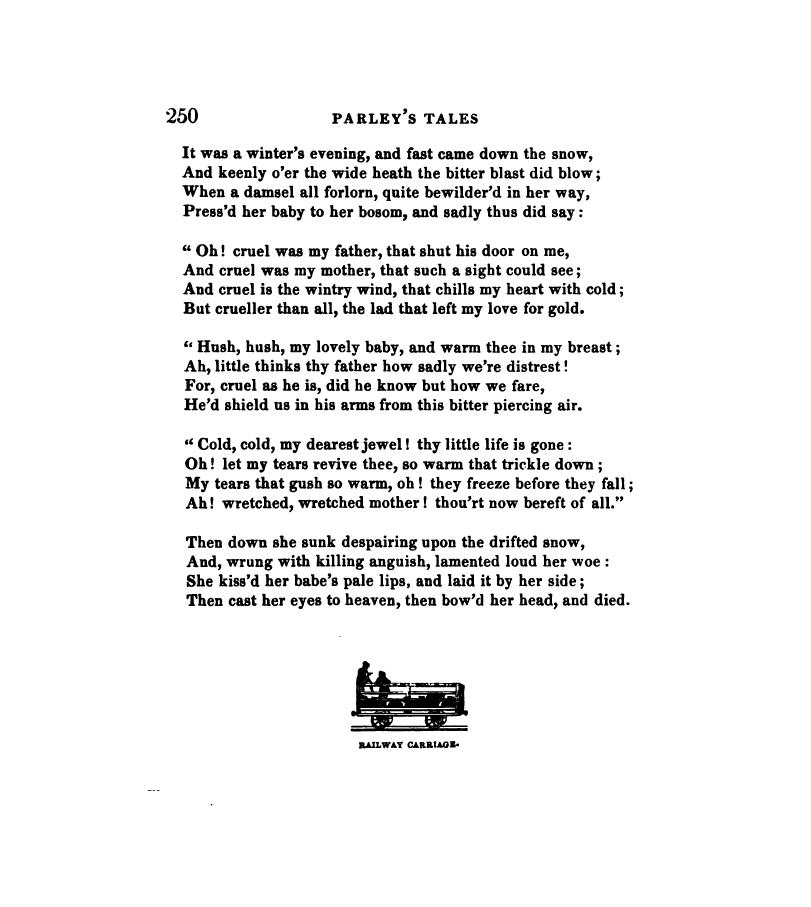 250 PARLEY'S TALES
It was a winter's evening, and fast came down the snow,
And keenly o'er the wide heath the bitter blast did blow;
When a damsel all forlorn, quite bewilder'd in her way,
Press'd her baby to her bosom, and sadly thus did say:
“ Oh! cruel was my father, that shut his door on me,
And cruel was my mother, that such a sight could see;
And cruel is the wintry wind, that chills my heart with cold;
But crueller than all, the lad that left my love for gold.
“ Hush, hush, my lovely baby, and warm thee in my breast;
Ah, little thinks thy father how sadly we're distrest!
For, cruel as he is, did he know but how we fare,
He'd shield us in his arms from this bitter piercing air.
“ Cold, cold, my dearest jewel! thy little life is gone:
Oh! let my tears revive thee, so warm that trickle down;
My tears that gush so warm, oh! they freeze before they fall;
Ah! wretched, wretched mother! thou'rt now bereft of all.”
Then down she sunk despairing upon the drifted snow,
And, wrung with killing anguish, lamented loud her woe:
She kiss'd her babe's pale lips, and laid it by her side;
Then cast her eyes to heaven, then bow'd her head, and died.
RAILWAY CARRIAGE.